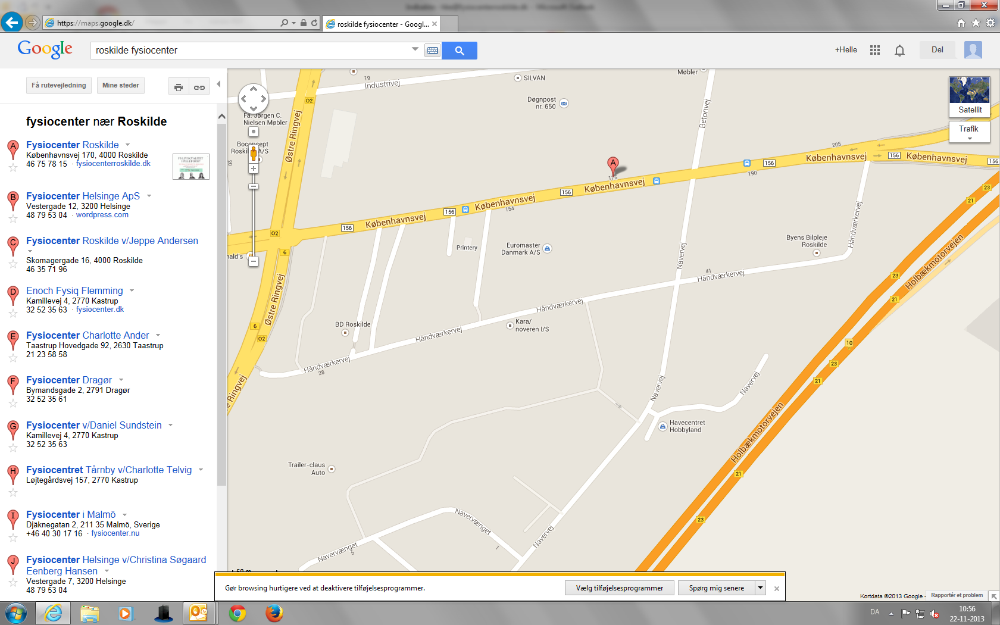 https://maps.google.dk/
roskilde fysiocenter - Googl...
Google
roskilde fysiocenter
+Helle
Del
Få rutevejledning
Mine steder
fysiocenter nær Roskilde
A
Fysiocenter Roskilde
Københavnsvej 170, 4000 Roskilde
46 75 78 15 · fysiocenterroskilde.dk
B
Fysiocenter Helsinge ApS
Vestergade 12, 3200 Helsinge
48 79 53 04 · wordpress.com
C
Fysiocenter Roskilde v/Jeppe Andersen
Skomagergade 16, 4000 Roskilde
46 35 71 96
D
Enoch Fysiq Flemming
Kamillevej 4, 2770 Kastrup
32 52 35 63 · fysiocenter.dk
E
Fysiocenter Charlotte Ander
Taastrup Hovedgade 92, 2630 Taastrup
21 23 58 58
F
Fysiocenter Dragør
Bymandsgade 2, 2791 Dragør
32 52 35 61
G
Fysiocenter v/Daniel Sundstein
Kamillevej 4, 2770 Kastrup
32 52 35 63
H
Fysiocentret Tårnby v/Charlotte Telvig
Løjtegårdsvej 157, 2770 Kastrup
I
Fysiocenter i Malmö
Djäknegatan 2, 211 35 Malmö, Sverige
+46 40 30 17 16 · fysiocenter.nu
J
Fysiocenter Helsinge v/Christina Søgaard
Eenberg Hansen
Vestergade 7, 3200 Helsinge
48 79 53 04
19
Industrivej
SILVAN
Møbler
Døgnpost
nr. 650
Satellit
Trafik
O2
Fa. Jørgen C.
Nielsen Møbler
Østre Ringvej
Betonvej
Boconcept
Roskilde A/S
20
205
156
Københavnsvej
156
Københavnsvej
156
A
175
190
Københavnsvej
156
Københavnsvej
154
156
Københavnsvej
156
O2
6
nald's
Printery
Euromaster
Danmark A/S
Navervej
Håndværkervej
Byens Bilpleje
Roskilde
23
21
Holbækmotorvejen
41
Håndværkervej
23
21
Østre Ringvej
6
O2
BD Roskilde
Håndværkervej
Kara/
noveren I/S
Håndværkervej
Håndværkervej
28
10
23
21
e Ringvej
Navervej
Navervej
Havecentret
Hobbyland
Holbækmotorvejen
21
Trailer-claus
Auto
23
Navervænget
Navervej
Navervænget
5
1
50 m
Gør browsing hurtigere ved at deaktivere tilføjelsesprogrammer.
Vælg tilføjelsesprogrammer
Spørg mig senere
Kortdata ©2013 Google -
Rapportér et problem
DA
10:56
22-11-2013